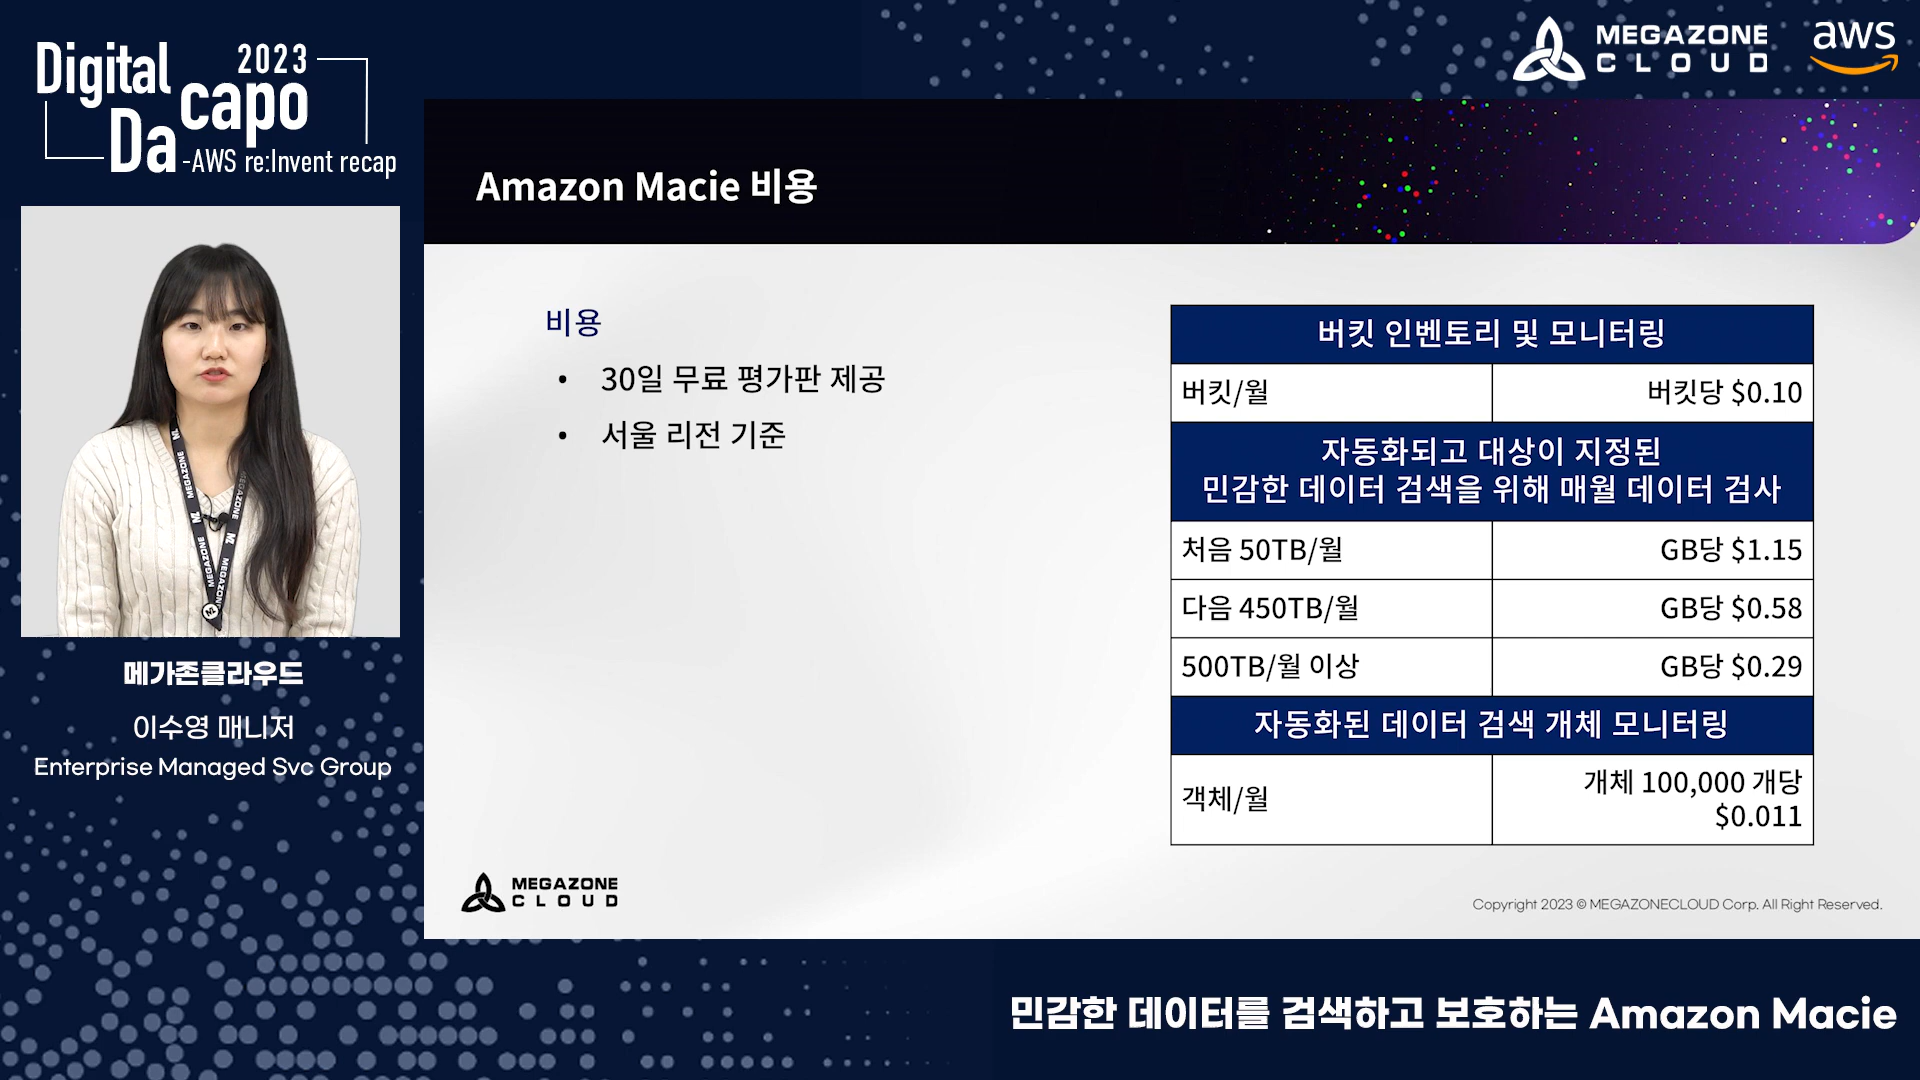 2023
Digital
capo
Da
-AWS re:Invent recap
MEGAZONE
CLOUD
aws
Amazon Macie 비용
비용
• 30일 무료 평가판 제공
• 서울 리전 기준
버킷 인벤토리 및 모니터링
버킷/월 버킷당 $0.10
자동화되고 대상이 지정된
민감한 데이터 검색을 위해 매월 데이터 검사
처음 50TB/월 GB당 $1.15
다음 450TB/월 GB당 $0.58
500TB/월 이상 GB당 $0.29
자동화된 데이터 검색 개체 모니터링
객체/월 개체 100,000 개당
$0.011
MEGAZONE
MEGAZONE
MEGAZONE
MEGAZONE
메가존클라우드
이수영 매니저
Enterprise Managed Svc Group
MEGAZONE
CLOUD
Copyright 2023 © MEGAZONECLOUD Corp. All Right Reserved.
민감한 데이터를 검색하고 보호하는 Amazon Macie